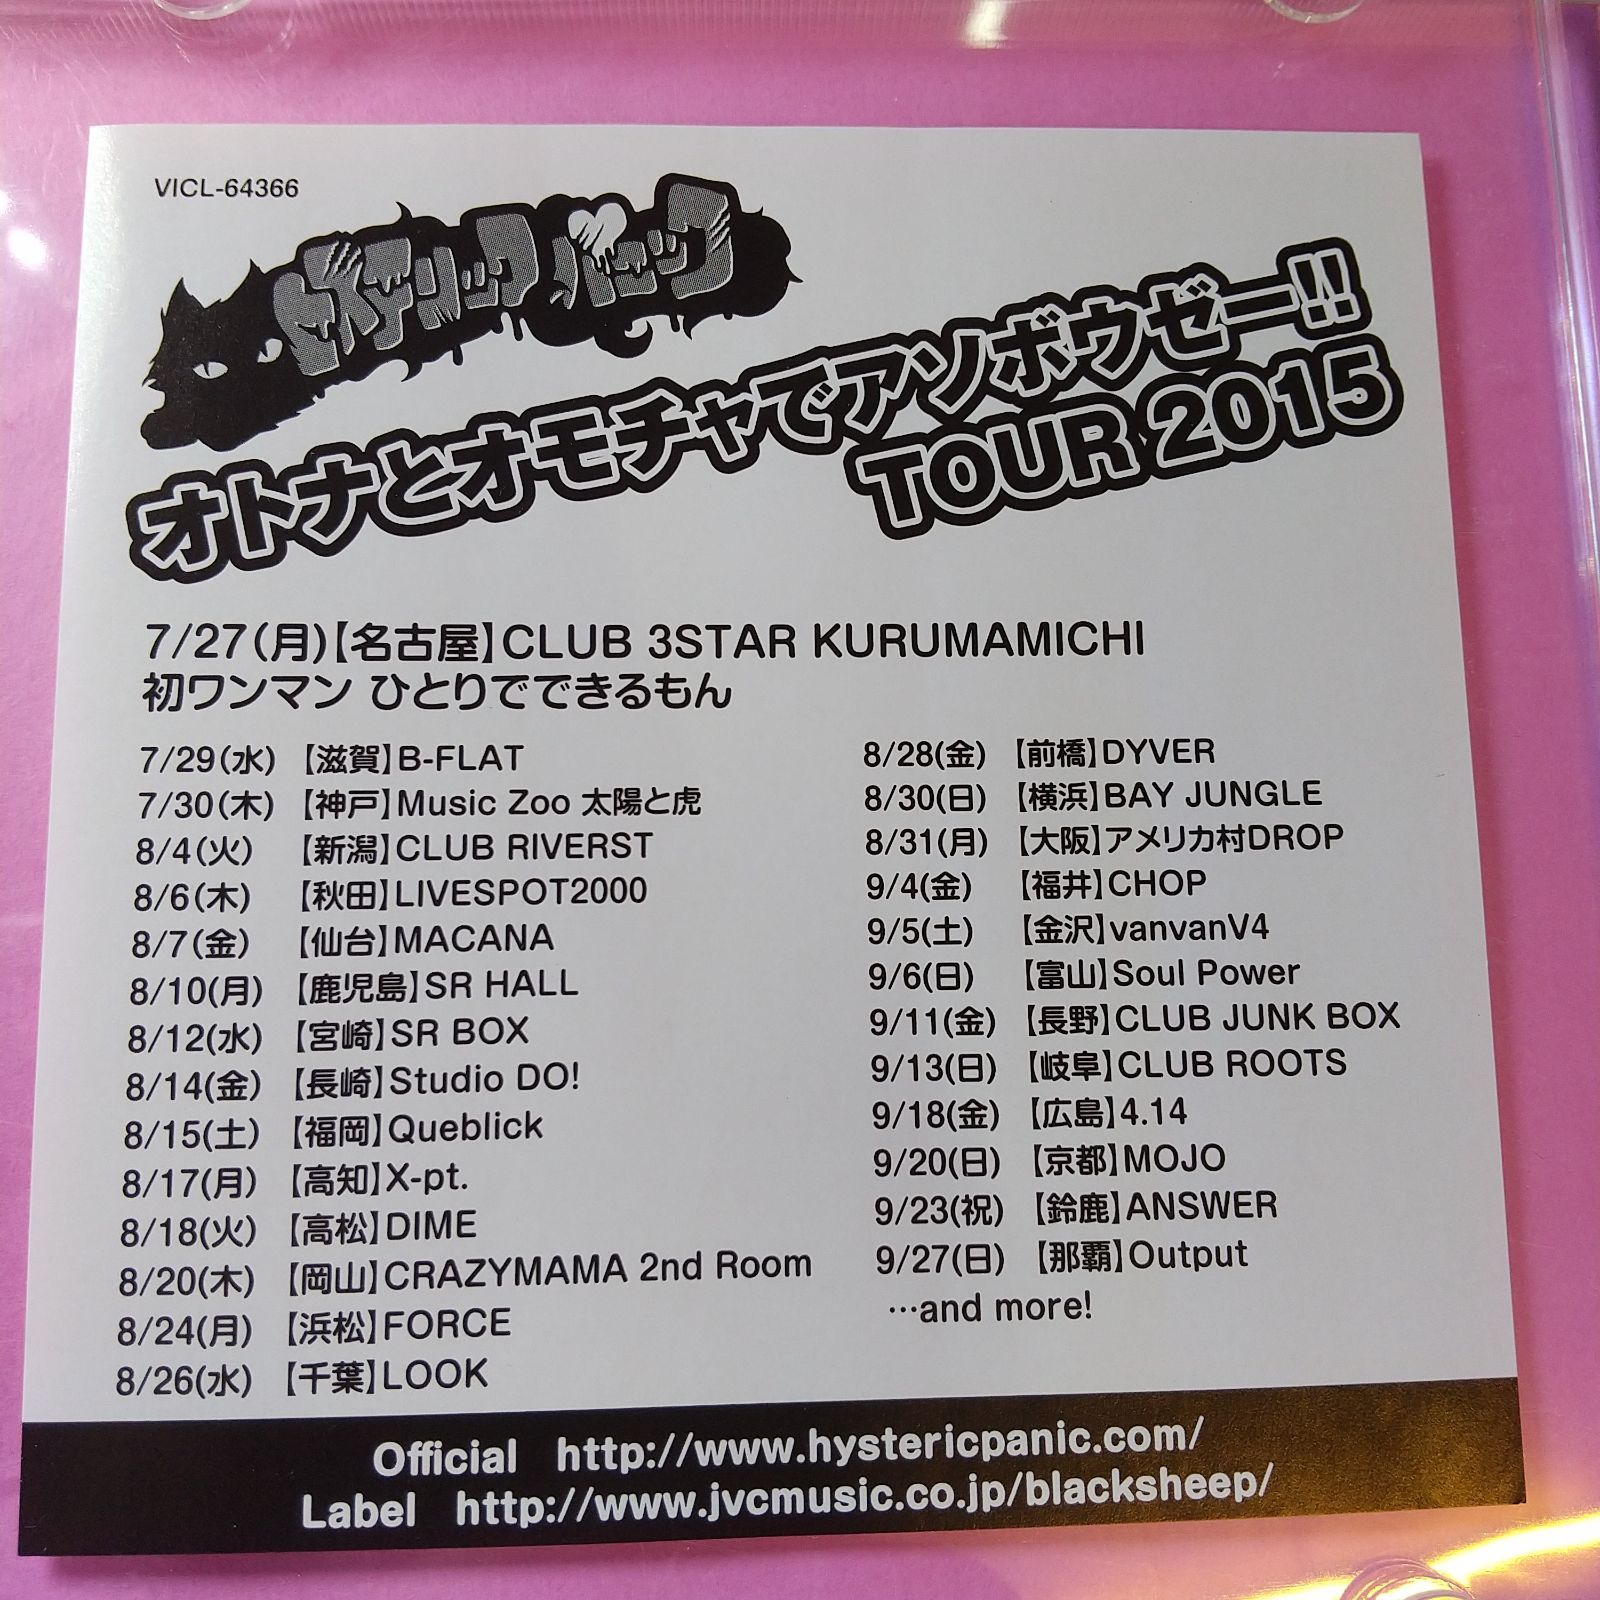 VICL-64366
ヒステリックパニック
オトナとオモチャでアソボウゼー!!
TOUR 2015
7/27(月)【名古屋】CLUB 3STAR KURUMAMICHI
初ワンマン ひとりでできるもん
7/29(水) 【滋賀】B-FLAT
7/30(木) 【神戸】Music Zoo 太陽と虎
8/4(火) 【新潟】CLUB RIVERST
8/6(木) 【秋田】LIVESPOT2000
8/7(金) 【仙台】MACANA
8/10(月) 【鹿児島】SR HALL
8/12(水) 【宮崎】SR BOX
8/14(金) 【長崎】Studio DO!
8/15(土) 【福岡】Queblick
8/17(月) 【高知】X-pt.
8/18(火) 【高松】DIME
8/20(木) 【岡山】CRAZYMAMA 2nd Room
8/24(月) 【浜松】FORCE
8/26(水) 【千葉】LOOK
8/28(金) 【前橋】DYVER
8/30(日) 【横浜】BAY JUNGLE
8/31(月) 【大阪】アメリカ村DROP
9/4(金) 【福井】CHOP
9/5(土) 【金沢】vanvanV4
9/6(日) 【富山】Soul Power
9/11(金) 【長野】CLUB JUNK BOX
9/13(日) 【岐阜】CLUB ROOTS
9/18(金) 【広島】4.14
9/20(日) 【京都】MOJO
9/23(祝) 【鈴鹿】ANSWER
9/27(日) 【那覇】Output
…and more!
Official http://www.hystericpanic.com/
Label http://www.jvcmusic.co.jp/blacksheep/